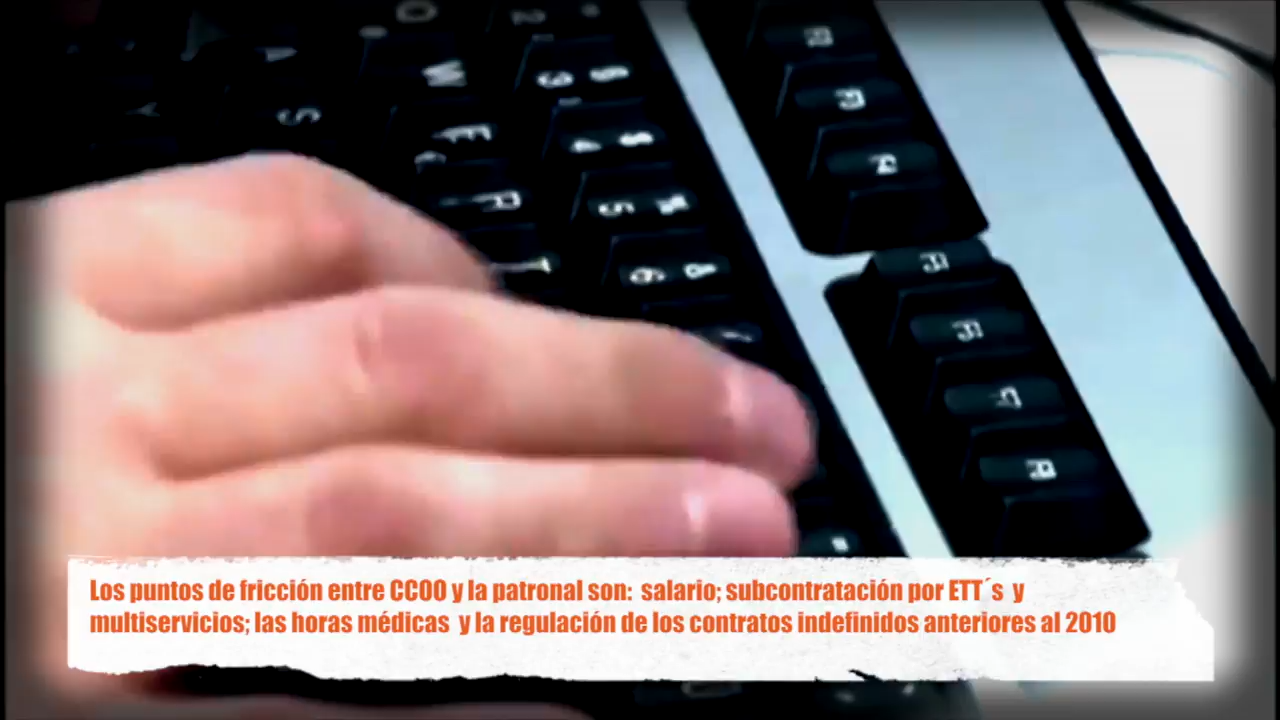 Los puntos de fricción entre CCOO y la patronal son: salario; subcontratación por ETT´s y
multiservicios; las horas médicas y la regulación de los contratos indefinidos anteriores al 2010